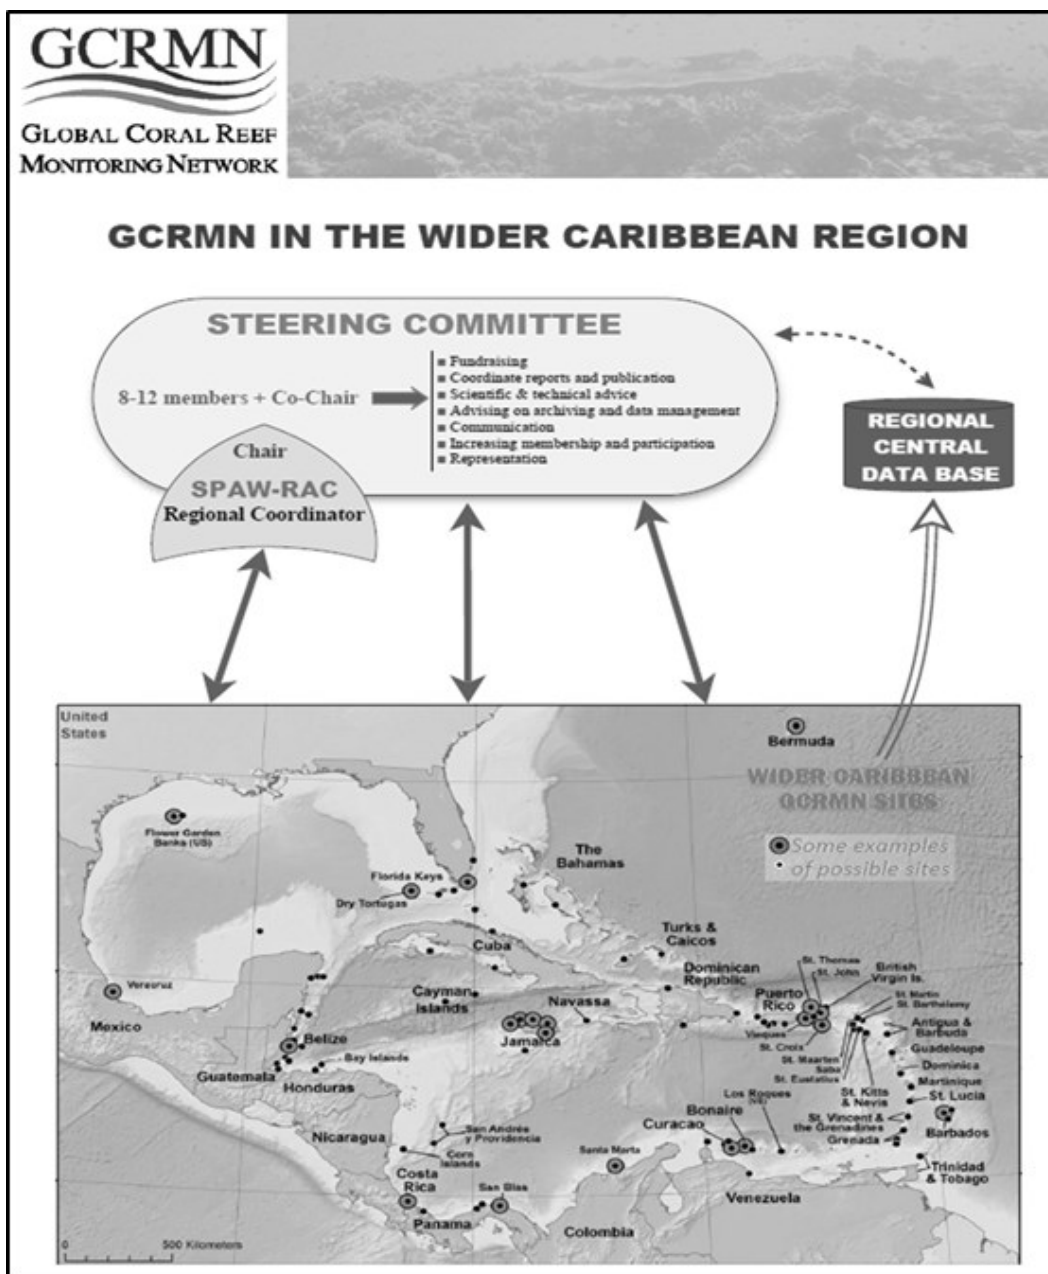 GCRMN
GLOBAL CORAL REEF
MONITORING NETWORK
GCRMN IN THE WIDER CARIBBEAN REGION
STEERING COMMITTEE
8-12 members + Co-Chair
■ Fundraising
■ Coordinate reports and publication
■ Scientific & technical advice
■ Advising on archiving and data management
■ Communication
■ Increasing membership and participation
■ Representation
Chair
SPAW-RAC
Regional Coordinator
REGIONAL
CENTRAL
DATA BASE
United
States
Bermuda
WIDER CARIBBEAN
GCRMN SITES
Some examples
of possible sites
Flower Garden
Banks (US)
The
Bahamas
Florida Keys
Dry Tortugas
Cuba
Turks &
Caicos
Dominican
Republic
St. Thomas
St. John
British
Virgin Is.
Veracruz
Mexico
Cayman
Islands
Navassa
Jamaica
Puerto
Rico
Vieques
St. Croix
St. Martin
St. Barthelemy
Antigua &
Barbuda
St. Maarten
Saba
St. Eustatius
Guadeloupe
Dominica
Martinique
St. Lucia
Belize
Bay Islands
Guatemala
Honduras
Los Roques
St. Kitts
& Nevis
Bonaire
Curacao
St. Vincent &
the Grenadines
Grenada
Barbados
Nicaragua
San Andrés
y Providencia
Corn
Islands
Santa Marta
Costa
Rica
San Blas
Panama
Colombia
Venezuela
Trinidad
& Tobago
0 500 Kilometers